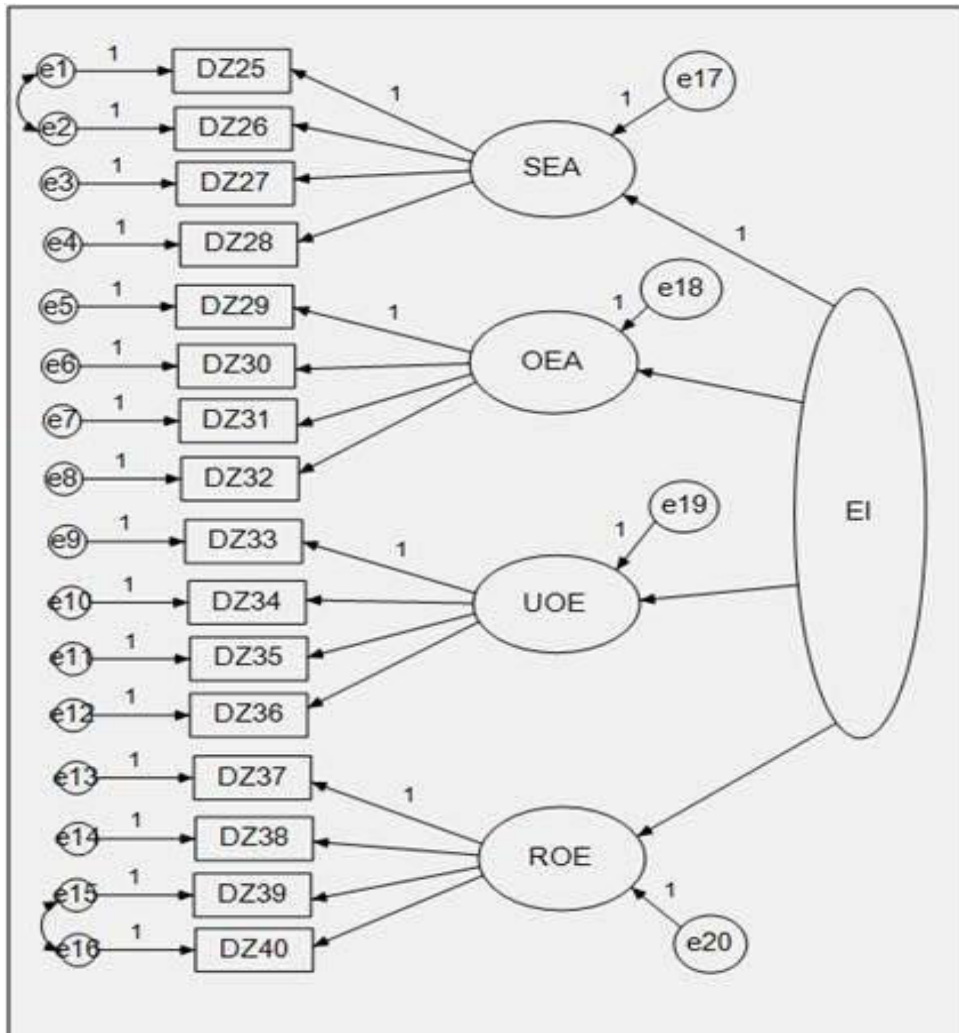 e1 1 DZ25
e2 1 DZ26
e3 1 DZ27
e4 1 DZ28
1 SEA 1 e17
1
e5 1 DZ29
e6 1 DZ30
e7 1 DZ31
e8 1 DZ32
1 OEA 1 e18
EI
e9 1 DZ33
e10 1 DZ34
e11 1 DZ35
e12 1 DZ36
1 UOE 1 e19
e13 1 DZ37
e14 1 DZ38
e15 1 DZ39
e16 1 DZ40
1 ROE 1 e20